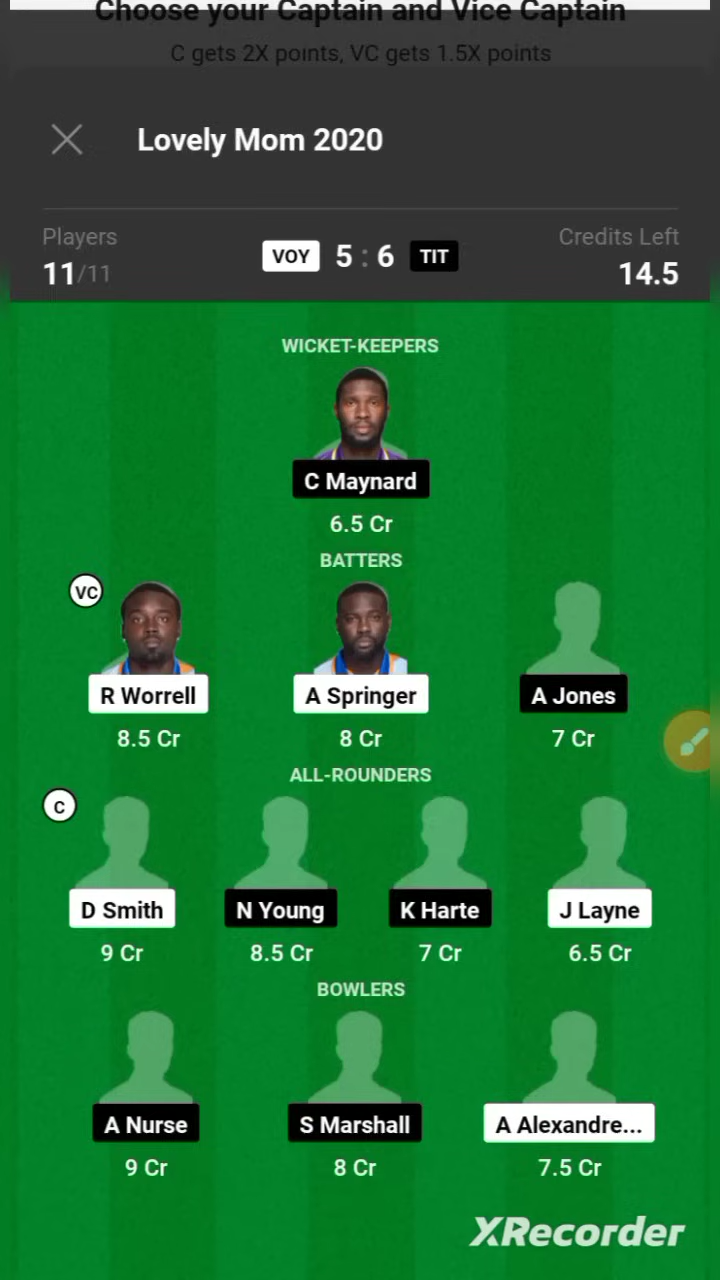 Choose your Captain and Vice Captain
C gets 2X points, VC gets 1.5X points
Lovely Mom 2020
Players
11/11
VOY 5 : 6 TIT
Credits Left
14.5
WICKET-KEEPERS
C Maynard
6.5 Cr
BATTERS
VC
R Worrell A Springer A Jones
8.5 Cr 8 Cr 7 Cr
ALL-ROUNDERS
C
D Smith N Young K Harte J Layne
9 Cr 8.5 Cr 7 Cr 6.5 Cr
BOWLERS
A Nurse S Marshall A Alexandre...
9 Cr 8 Cr 7.5 Cr
XRecorder